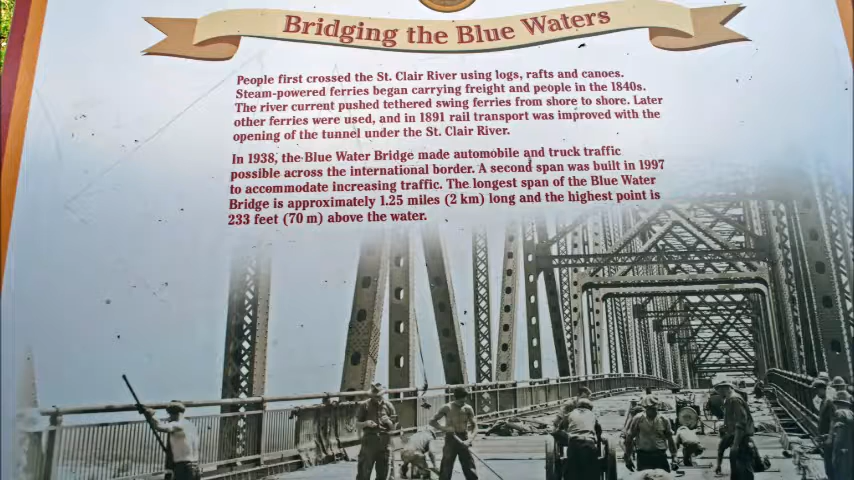 Bridging the Blue Waters
People first crossed the St. Clair River using logs, rafts and canoes.
Steam-powered ferries began carrying freight and people in the 1840s.
The river current pushed tethered swing ferries from shore to shore. Later
other ferries were used, and in 1891 rail transport was improved with the
opening of the tunnel under the St. Clair River.
In 1938, the Blue Water Bridge made automobile and truck traffic
possible across the international border. A second span was built in 1997
to accommodate increasing traffic. The longest span of the Blue Water
Bridge is approximately 1.25 miles (2 km) long and the highest point is
233 feet (70 m) above the water.